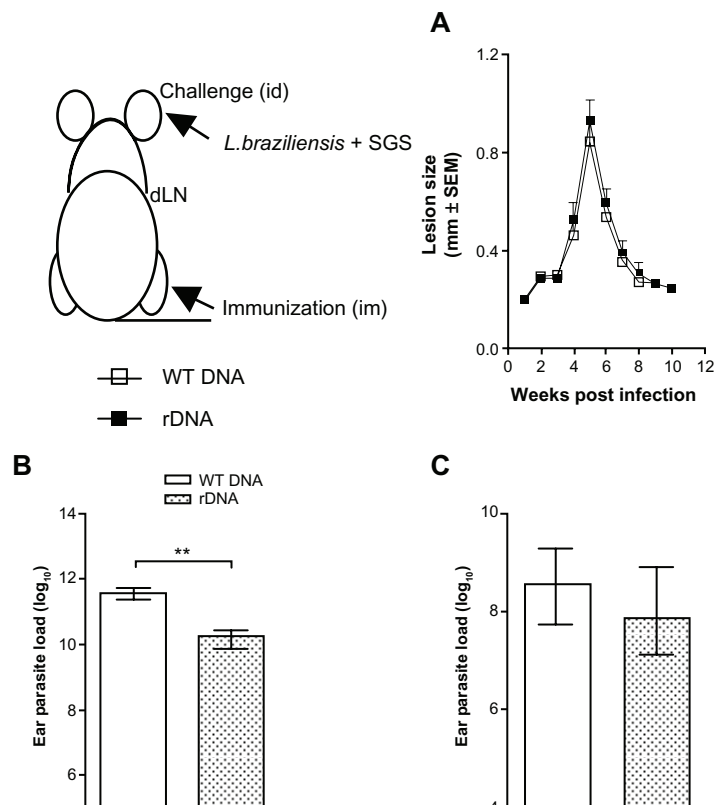 A
Challenge (id)
L.braziliensis + SGS
dLN
Immunization (im)
WT DNA
rDNA
Lesion size
(mm ± SEM)
1.2
0.8
0.4
0.0
0 2 4 6 8 10 12
Weeks post infection
B
WT DNA
rDNA
Ear parasite load (log10)
14
12
10
8
6
**
C
Ear parasite load (log10)
10
8
6